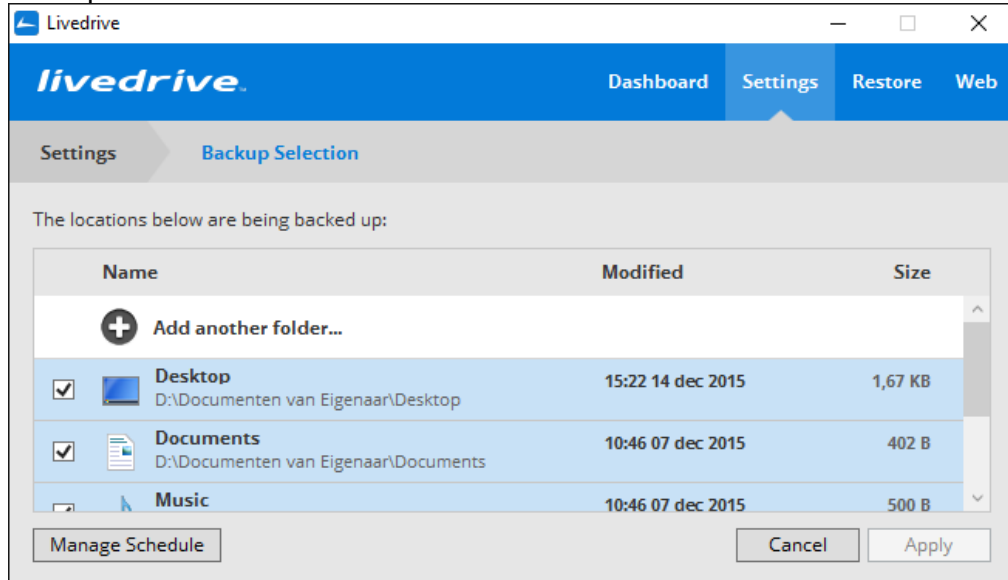 Livedrive
livedrive
Dashboard Settings Restore Web
Settings Backup Selection
The locations below are being backed up:
Name Modified Size
Add another folder...
Desktop 15:22 14 dec 2015 1,67 KB
D:\Documenten van Eigenaar\Desktop
Documents 10:46 07 dec 2015 402 B
D:\Documenten van Eigenaar\Documents
Music 10:46 07 dec 2015 500 B
Manage Schedule Cancel Apply